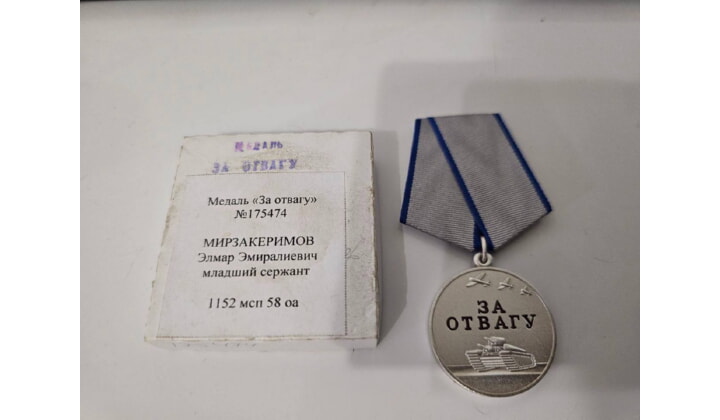 МЕДАЛЬ
ЗА ОТВАГУ
Медаль «За отвагу»
№175474
МИРЗАКЕРИМОВ
Элмар Эмиралиевич
младший сержант
1152 мсп 58 оа
ЗА
ОТВАГУ